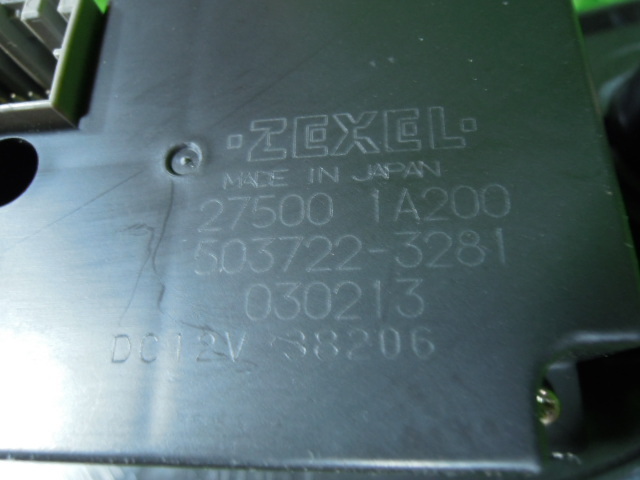 ·ZEXEL·
MADE IN JAPAN
27500 1A200
503722-3281
030213
DC12V 38206